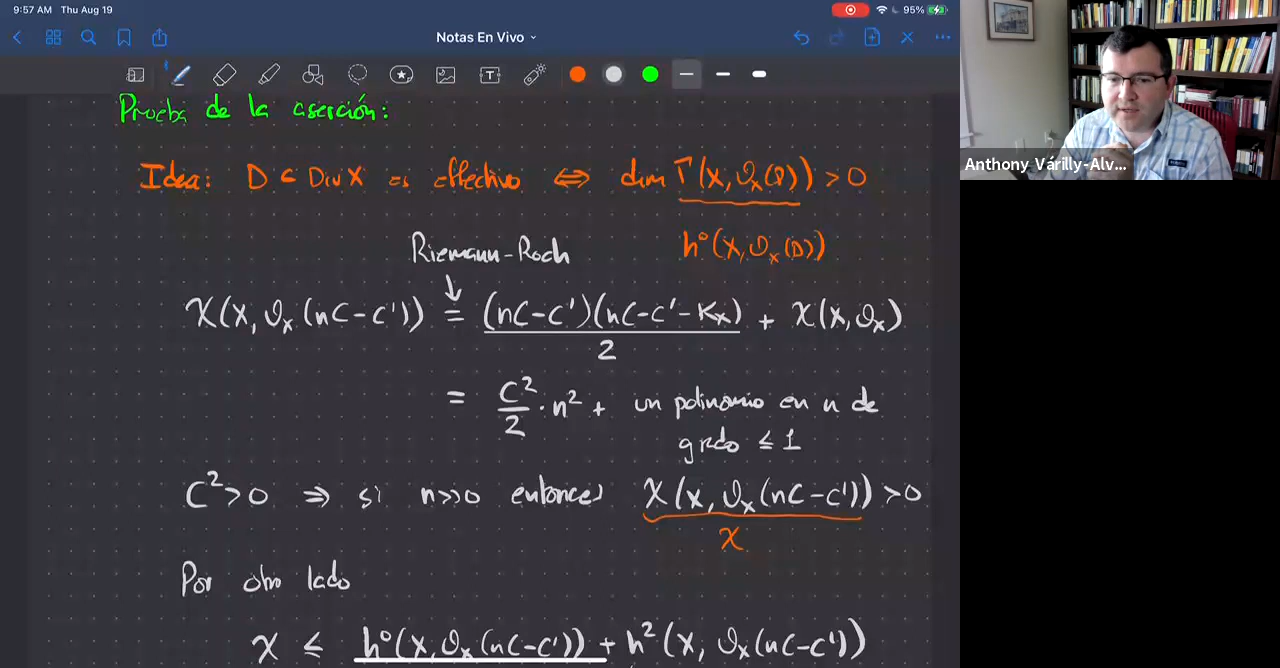 9:57 AM Thu Aug 19
95%
Notas En Vivo
Anthony Várilly-Alv...
Prueba de la aserción:
Idea: D ∈ Div X es effectivo ⟺ dim Γ(X, O_X(D)) > 0
h⁰(X, O_X(D))
Riemann-Roch
χ(X, O_X(nC-C')) = (nC-C')(nC-C'-K_X)/2 + χ(X, O_X)
= C²/2 · n² + un polinomio en n de
grado ≤ 1
C² > 0 ⇒ si n>>0 entonces χ(X, O_X(nC-C')) > 0
χ
Por otro lado
χ ≤ h⁰(X, O_X(nC-C')) + h²(X, O_X(nC-C'))